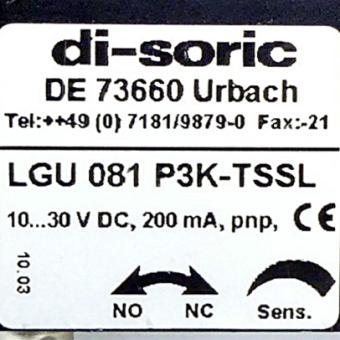 di-soric
DE 73660 Urbach
Tel:++49 (0) 7181/9879-0 Fax:-21
LGU 081 P3K-TSSL
10...30 V DC, 200 mA, pnp, CE
10.03
NO NC Sens.